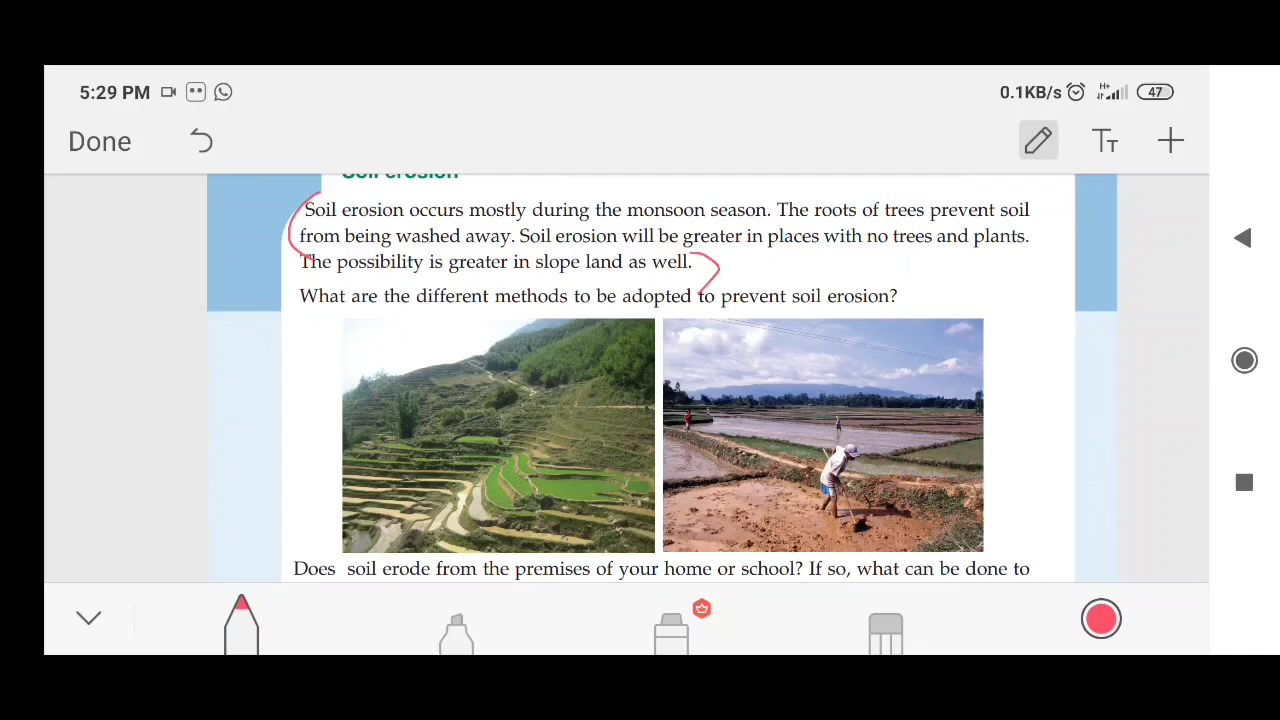 5:29 PM 0.1KB/s H+ 47
Done TT
Soil erosion
Soil erosion occurs mostly during the monsoon season. The roots of trees prevent soil
from being washed away. Soil erosion will be greater in places with no trees and plants.
The possibility is greater in slope land as well.
What are the different methods to be adopted to prevent soil erosion?
Does soil erode from the premises of your home or school? If so, what can be done to